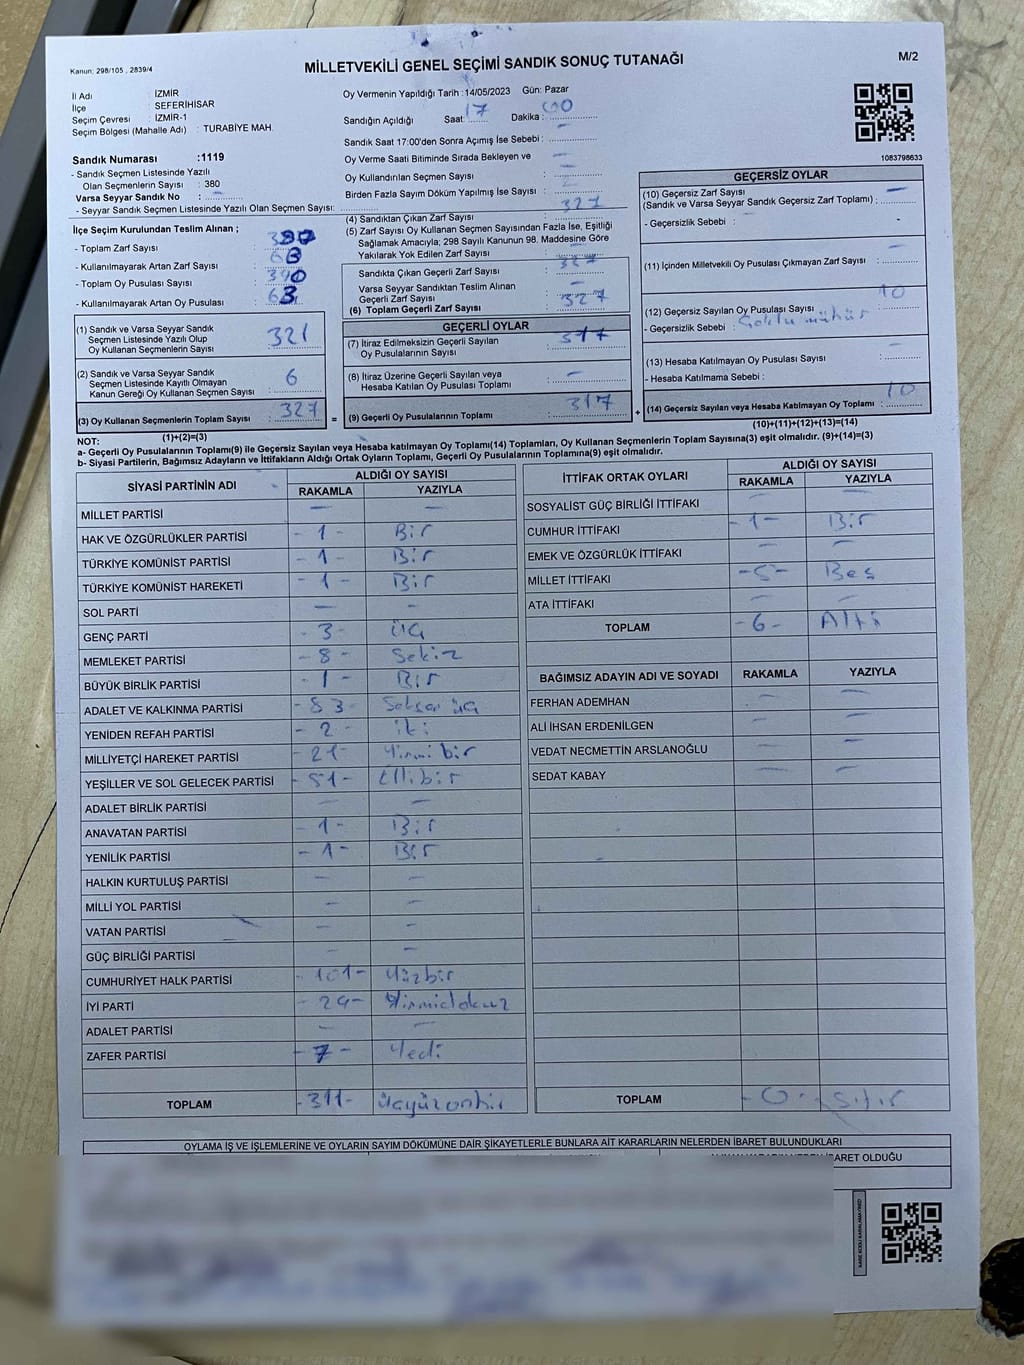 Kanun: 298/105 , 2839/4
MİLLETVEKİLİ GENEL SEÇİMİ SANDIK SONUÇ TUTANAĞI
M/2
İl Adı : İZMİR
İlçe : SEFERİHİSAR
Seçim Çevresi : İZMİR-1
Seçim Bölgesi (Mahalle Adı) : TURABİYE MAH.
Sandık Numarası :1119
- Sandık Seçmen Listesinde Yazılı
Olan Seçmenlerin Sayısı : 380
Varsa Seyyar Sandık No :
- Seyyar Sandık Seçmen Listesinde Yazılı Olan Seçmen Sayısı:
İlçe Seçim Kurulundan Teslim Alınan ;
- Toplam Zarf Sayısı :
- Kullanılmayarak Artan Zarf Sayısı : 63
- Toplam Oy Pusulası Sayısı : 390
- Kullanılmayarak Artan Oy Pusulası : 63
(1) Sandık ve Varsa Seyyar Sandık
Seçmen Listesinde Yazılı Olup
Oy Kullanan Seçmenlerin Sayısı : 321
(2) Sandık ve Varsa Seyyar Sandık
Seçmen Listesinde Kayıtlı Olmayan
Kanun Gereği Oy Kullanan Seçmen Sayısı : 6
(3) Oy Kullanan Seçmenlerin Toplam Sayısı : 327
(1)+(2)=(3)
Oy Vermenin Yapıldığı Tarih :14/05/2023 Gün: Pazar
Sandığın Açıldığı Saat: 17 Dakika : 00
Sandık Saat 17:00'den Sonra Açımış İse Sebebi : -
Oy Verme Saati Bitiminde Sırada Bekleyen ve
Oy Kullandırılan Seçmen Sayısı : -
Birden Fazla Sayım Döküm Yapılmış İse Sayısı : -
(4) Sandıktan Çıkan Zarf Sayısı : 327
(5) Zarf Sayısı Oy Kullanan Seçmen Sayısından Fazla İse, Eşitliği
Sağlamak Amacıyla; 298 Sayılı Kanunun 98. Maddesine Göre
Yakılarak Yok Edilen Zarf Sayısı : -
Sandıkta Çıkan Geçerli Zarf Sayısı : 327
Varsa Seyyar Sandıktan Teslim Alınan
Geçerli Zarf Sayısı : -
(6) Toplam Geçerli Zarf Sayısı : 327
GEÇERLİ OYLAR
(7) İtiraz Edilmeksizin Geçerli Sayılan
Oy Pusulalarının Sayısı : 317
(8) İtiraz Üzerine Geçerli Sayılan veya
Hesaba Katılan Oy Pusulası Toplamı : -
= (9) Geçerli Oy Pusulalarının Toplamı : 317
1083798633
GEÇERSİZ OYLAR
(10) Geçersiz Zarf Sayısı
(Sandık ve Varsa Seyyar Sandık Geçersiz Zarf Toplamı) : -
- Geçersizlik Sebebi : -
(11) İçinden Milletvekili Oy Pusulası Çıkmayan Zarf Sayısı : -
(12) Geçersiz Sayılan Oy Pusulası Sayısı : 10
- Geçersizlik Sebebi : Çoklu mühür
(13) Hesaba Katılmayan Oy Pusulası Sayısı : -
- Hesaba Katılmama Sebebi :
+ (14) Geçersiz Sayılan veya Hesaba Katılmayan Oy Toplamı : 10
(10)+(11)+(12)+(13)=(14)
NOT:
a- Geçerli Oy Pusulalarının Toplamı(9) ile Geçersiz Sayılan veya Hesaba katılmayan Oy Toplamı(14) Toplamları, Oy Kullanan Seçmenlerin Toplam Sayısına(3) eşit olmalıdır. (9)+(14)=(3)
b- Siyasi Partilerin, Bağımsız Adayların ve İttifakların Aldığı Ortak Oyların Toplamı, Geçerli Oy Pusulalarının Toplamına(9) eşit olmalıdır.
SİYASİ PARTİNİN ADI ALDIĞI OY SAYISI
RAKAMLA YAZIYLA
MİLLET PARTİSİ - -
HAK VE ÖZGÜRLÜKLER PARTİSİ - 1 - Bir
TÜRKİYE KOMÜNİST PARTİSİ - 1 - Bir
TÜRKİYE KOMÜNİST HAREKETİ - 1 - Bir
SOL PARTİ - -
GENÇ PARTİ - 3 - üç
MEMLEKET PARTİSİ - 8 - Sekiz
BÜYÜK BİRLİK PARTİSİ - 1 - Bir
ADALET VE KALKINMA PARTİSİ - 83 - Seksen üç
YENİDEN REFAH PARTİSİ - 2 - iki
MİLLİYETÇİ HAREKET PARTİSİ - 21 - Yirmi bir
YEŞİLLER VE SOL GELECEK PARTİSİ - 51 - Ellibir
ADALET BİRLİK PARTİSİ - -
ANAVATAN PARTİSİ - 1 - Bir
YENİLİK PARTİSİ - 1 - Bir
HALKIN KURTULUŞ PARTİSİ - -
MİLLİ YOL PARTİSİ - -
VATAN PARTİSİ - -
GÜÇ BİRLİĞİ PARTİSİ - -
CUMHURİYET HALK PARTİSİ - 101 - Yüzbir
İYİ PARTİ - 29 - Yirmidokuz
ADALET PARTİSİ - -
ZAFER PARTİSİ - 7 - Yedi
TOPLAM - 311 - üçyüzonbir
İTTİFAK ORTAK OYLARI ALDIĞI OY SAYISI
RAKAMLA YAZIYLA
SOSYALİST GÜÇ BİRLİĞİ İTTİFAKI - -
CUMHUR İTTİFAKI - 1 - Bir
EMEK VE ÖZGÜRLÜK İTTİFAKI - -
MİLLET İTTİFAKI - 5 - Beş
ATA İTTİFAKI - -
TOPLAM - 6 - Altı
BAĞIMSIZ ADAYIN ADI VE SOYADI RAKAMLA YAZIYLA
FERHAN ADEMHAN - -
ALİ İHSAN ERDENİLGEN - -
VEDAT NECMETTİN ARSLANOĞLU - -
SEDAT KABAY - -
TOPLAM - 0 - sıfır
OYLAMA İŞ VE İŞLEMLERİNE VE OYLARIN SAYIM DÖKÜMÜNE DAİR ŞİKAYETLERLE BUNLARA AİT KARARLARIN NELERDEN İBARET BULUNDUKLARI
İBARET OLDUĞU